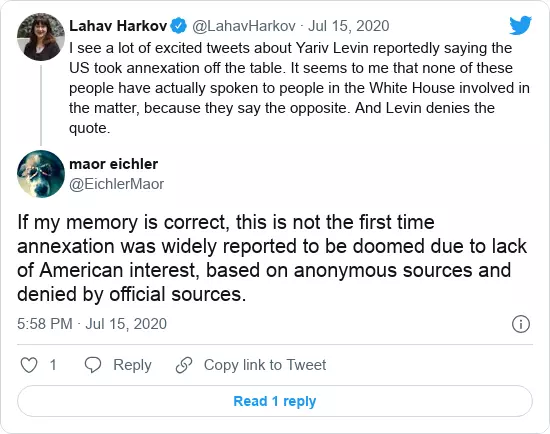 Lahav Harkov @LahavHarkov · Jul 15, 2020
I see a lot of excited tweets about Yariv Levin reportedly saying the
US took annexation off the table. It seems to me that none of these
people have actually spoken to people in the White House involved in
the matter, because they say the opposite. And Levin denies the
quote.
maor eichler
@EichlerMaor
If my memory is correct, this is not the first time
annexation was widely reported to be doomed due to lack
of American interest, based on anonymous sources and
denied by official sources.
5:58 PM · Jul 15, 2020
1 Reply Copy link to Tweet
Read 1 reply